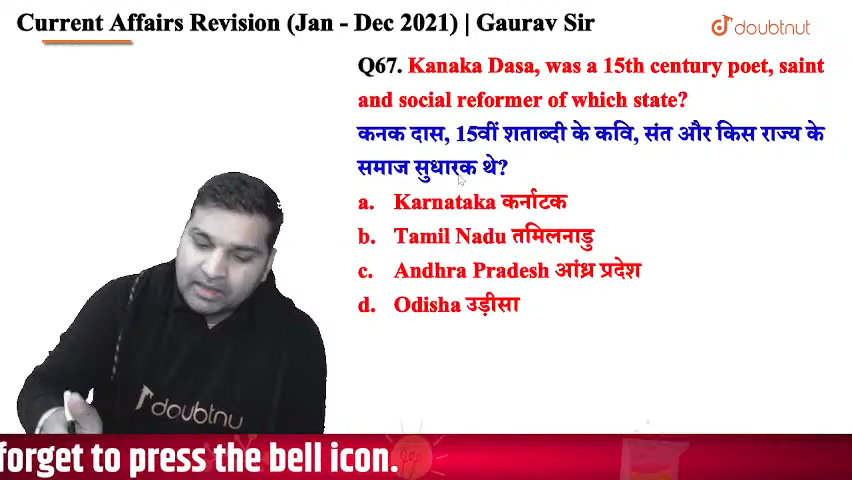 Current Affairs Revision (Jan - Dec 2021) | Gaurav Sir
doubtnut
Q67. Kanaka Dasa, was a 15th century poet, saint
and social reformer of which state?
कनक दास, 15वीं शताब्दी के कवि, संत और किस राज्य के
समाज सुधारक थे?
a. Karnataka कर्नाटक
b. Tamil Nadu तमिलनाडु
c. Andhra Pradesh आंध्र प्रदेश
d. Odisha उड़ीसा
doubtnut
forget to press the bell icon.